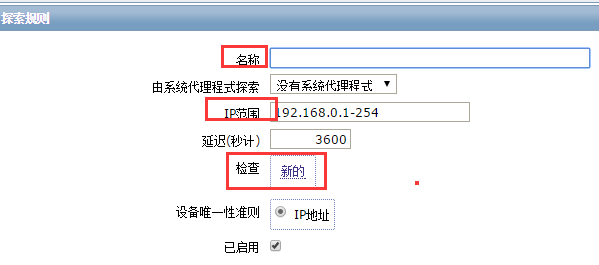 探索规则
名称
由系统代理程式探索 没有系统代理程式
IP范围 192.168.0.1-254
延迟(秒计) 3600
检查 新的
设备唯一性准则 IP地址
已启用